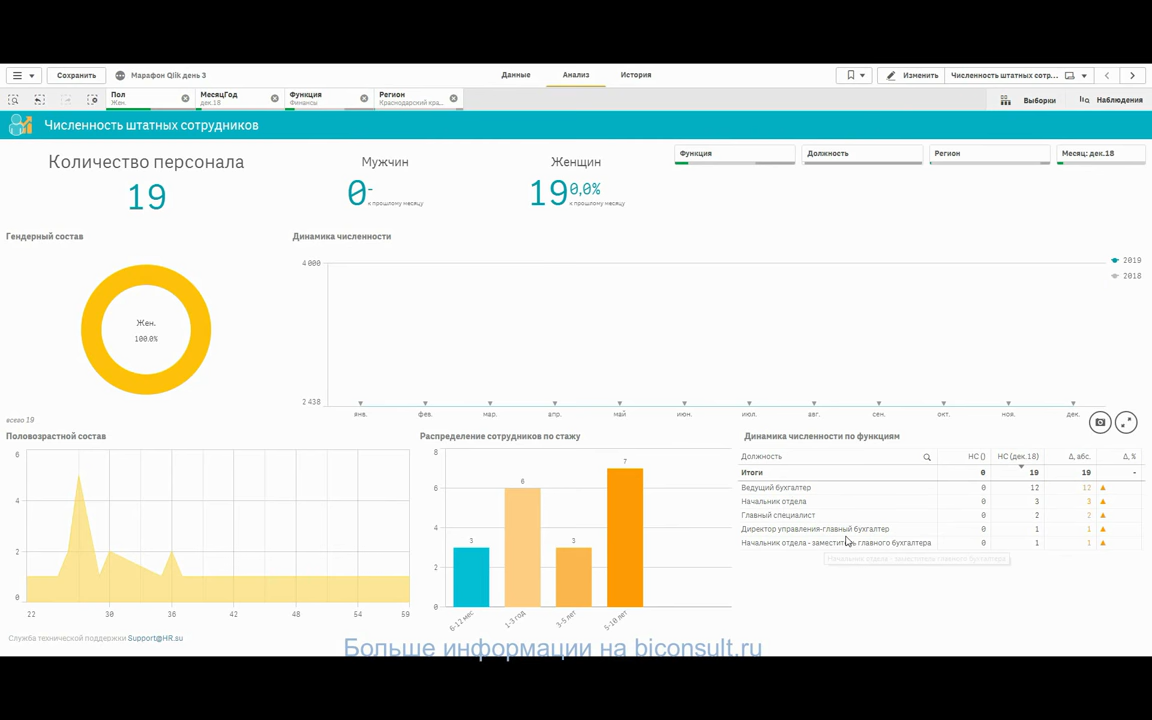 Сохранить
Марафон Qlik день 3
Данные
Анализ
История
Изменить
Численность штатных сотр...
Пол
Жен.
МесяцГод
дек.18
Функция
Финансы
Регион
Краснодарский кра...
Выборки
Наблюдения
Численность штатных сотрудников
Количество персонала
19
Мужчин
0 -
к прошлому месяцу
Женщин
19 0,0%
к прошлому месяцу
Функция
Должность
Регион
Месяц: дек.18
Гендерный состав
Жен.
100.0%
всего 19
Динамика численности
4 000
2 438
янв. фев. мар. апр. май июн. июл. авг. сен. окт. ноя. дек.
2019
2018
Половозрастной состав
6
4
2
0
22 30 36 42 48 54 59
Распределение сотрудников по стажу
8
6
4
2
0
3 6 3 7
6-12 мес 1-3 год 3-5 лет 5-10 лет
Динамика численности по функциям
Должность НС () НС (дек.18) Δ, абс. Δ, %
Итоги 0 19 19 -
Ведущий бухгалтер 0 12 12 ▲
Начальник отдела 0 3 3 ▲
Главный специалист 0 2 2 ▲
Директор управления-главный бухгалтер 0 1 1 ▲
Начальник отдела - заместитель главного бухгалтера 0 1 1 ▲
Начальник отдела - заместитель главного бухгалтера
Служба технической поддержки Support@HR.su
Больше информации на biconsult.ru